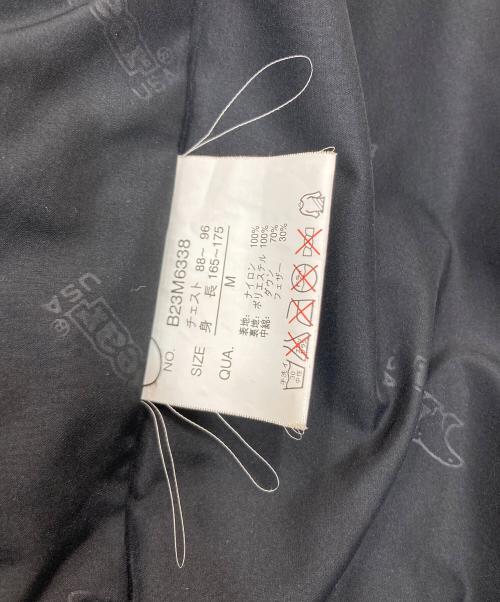 NO. B23M6338
SIZE チェスト 88～ 96
身 長 165～175
QUA. M
表地: ナイロン 100%
裏地: ポリエステル 100%
中綿: ダウン 70%
フェザー 30%
USA
USA